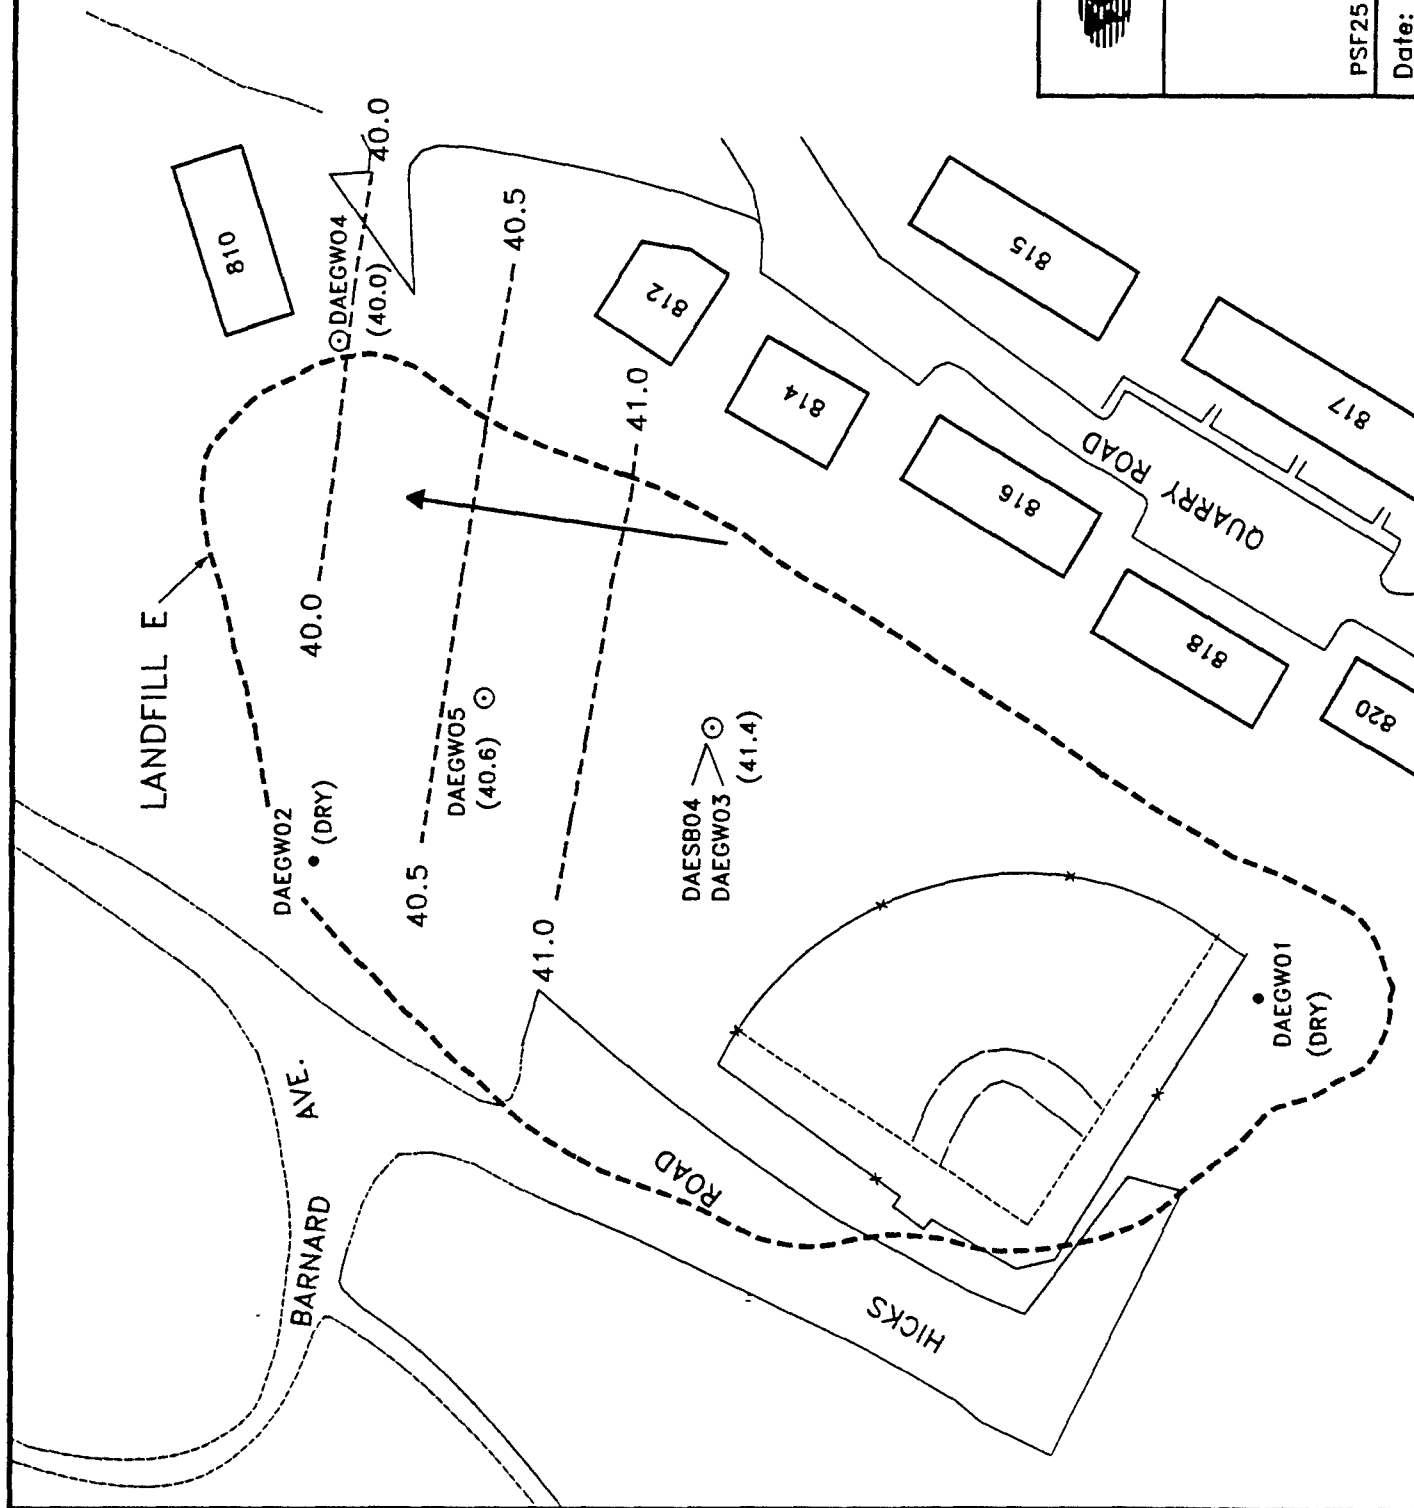 PSF25
Date:
40.0
810
DAEGW04
(40.0)
40.5
812
815
LANDFILL E
40.0
41.0
814
817
QUARRY ROAD
816
DAEGW02
(DRY)
DAEGW05
(40.6)
818
820
40.5
DAESB04
DAEGW03
(41.4)
41.0
DAEGW01
(DRY)
BARNARD AVE.
HICKS ROAD